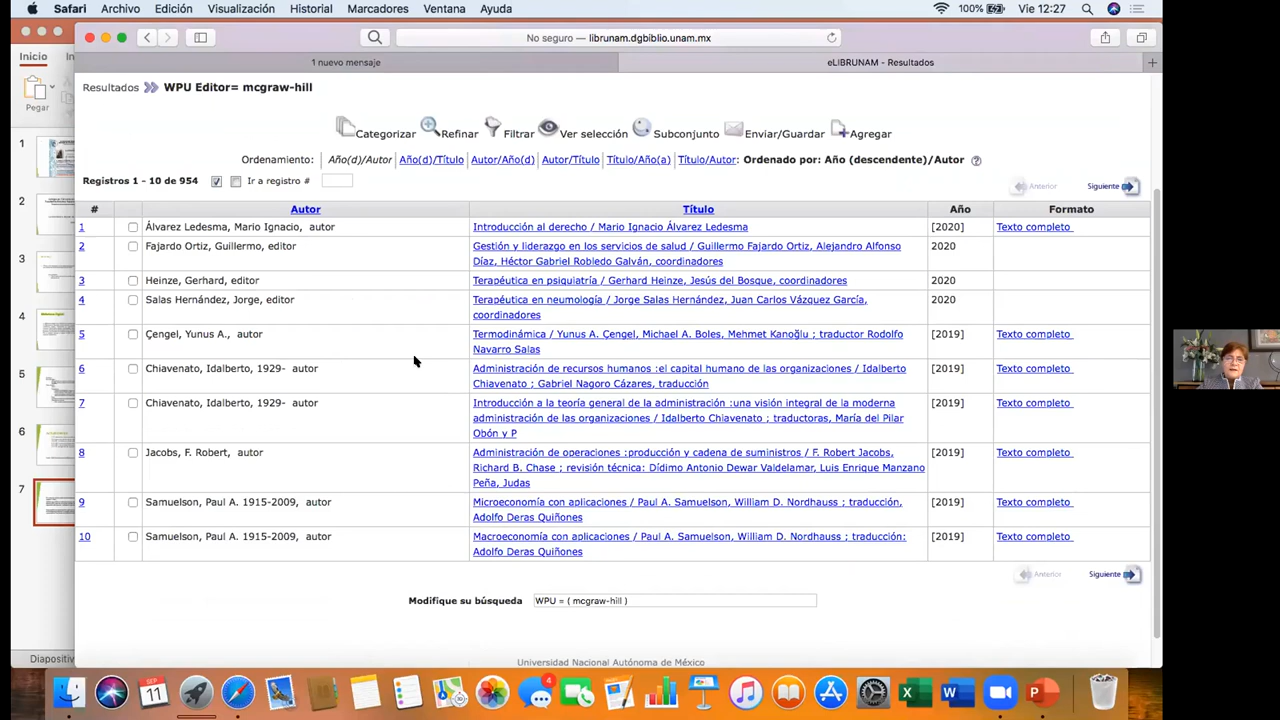 Safari Archivo Edición Visualización Historial Marcadores Ventana Ayuda 100% Vie 12:27
Inicio
Pegar
No seguro — librunam.dgbiblio.unam.mx
1 nuevo mensaje eLIBRUNAM - Resultados
Resultados WPU Editor= mcgraw-hill
Categorizar Refinar Filtrar Ver selección Subconjunto Enviar/Guardar Agregar
Ordenamiento: Año(d)/Autor Año(d)/Título Autor/Año(d) Autor/Título Título/Año(a) Título/Autor: Ordenado por: Año (descendente)/Autor
Registros 1 - 10 de 954 Ir a registro # Anterior Siguiente
# Autor Título Año Formato
1 Álvarez Ledesma, Mario Ignacio, autor Introducción al derecho / Mario Ignacio Álvarez Ledesma [2020] Texto completo
2 Fajardo Ortiz, Guillermo, editor Gestión y liderazgo en los servicios de salud / Guillermo Fajardo Ortiz, Alejandro Alfonso 2020
Díaz, Héctor Gabriel Robledo Galván, coordinadores
3 Heinze, Gerhard, editor Terapéutica en psiquiatría / Gerhard Heinze, Jesús del Bosque, coordinadores 2020
4 Salas Hernández, Jorge, editor Terapéutica en neumología / Jorge Salas Hernández, Juan Carlos Vázquez García, 2020
coordinadores
5 Çengel, Yunus A., autor Termodinámica / Yunus A. Çengel, Michael A. Boles, Mehmet Kanoğlu ; traductor Rodolfo [2019] Texto completo
Navarro Salas
6 Chiavenato, Idalberto, 1929- autor Administración de recursos humanos :el capital humano de las organizaciones / Idalberto [2019] Texto completo
Chiavenato ; Gabriel Nagoro Cázares, traducción
7 Chiavenato, Idalberto, 1929- autor Introducción a la teoría general de la administración :una visión integral de la moderna [2019] Texto completo
administración de las organizaciones / Idalberto Chiavenato ; traductoras, María del Pilar
Obón y P
8 Jacobs, F. Robert, autor Administración de operaciones :producción y cadena de suministros / F. Robert Jacobs, [2019] Texto completo
Richard B. Chase ; revisión técnica: Dídimo Antonio Dewar Valdelamar, Luis Enrique Manzano
Peña, Judas
9 Samuelson, Paul A. 1915-2009, autor Microeconomía con aplicaciones / Paul A. Samuelson, William D. Nordhauss ; traducción, [2019] Texto completo
Adolfo Deras Quiñones
10 Samuelson, Paul A. 1915-2009, autor Macroeconomía con aplicaciones / Paul A. Samuelson, William D. Nordhauss ; traducción: [2019] Texto completo
Adolfo Deras Quiñones
Anterior Siguiente
Modifique su búsqueda WPU = ( mcgraw-hill )
Universidad Nacional Autónoma de México
1
2
3
4
5
6
7
Diapositiv
SEP
11
4